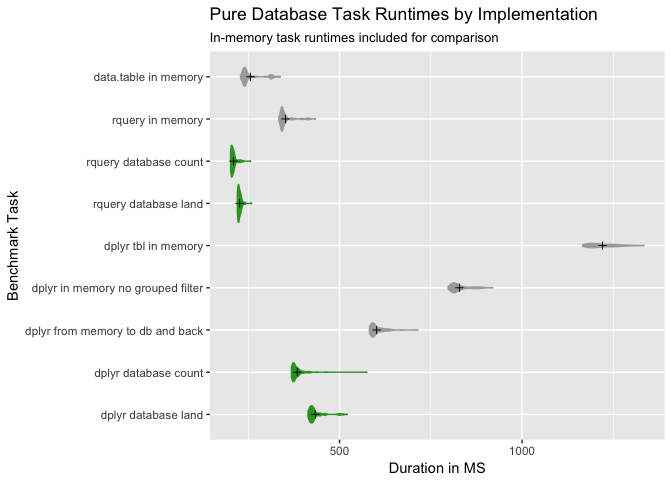 Pure Database Task Runtimes by Implementation
In-memory task runtimes included for comparison
Benchmark Task
data.table in memory
rquery in memory
rquery database count
rquery database land
dplyr tbl in memory
dplyr in memory no grouped filter
dplyr from memory to db and back
dplyr database count
dplyr database land
500
1000
Duration in MS